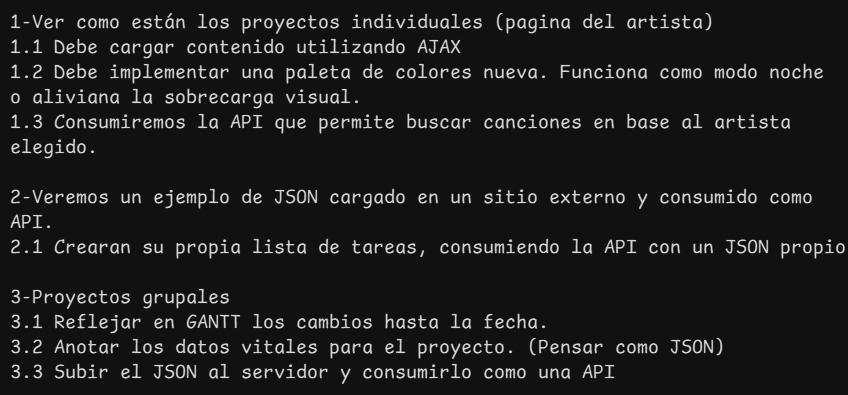 1-Ver como están los proyectos individuales (pagina del artista)
1.1 Debe cargar contenido utilizando AJAX
1.2 Debe implementar una paleta de colores nueva. Funciona como modo noche
o aliviana la sobrecarga visual.
1.3 Consumiremos la API que permite buscar canciones en base al artista
elegido.
2-Veremos un ejemplo de JSON cargado en un sitio externo y consumido como
API.
2.1 Crearan su propia lista de tareas, consumiendo la API con un JSON propio
3-Proyectos grupales
3.1 Reflejar en GANTT los cambios hasta la fecha.
3.2 Anotar los datos vitales para el proyecto. (Pensar como JSON)
3.3 Subir el JSON al servidor y consumirlo como una API